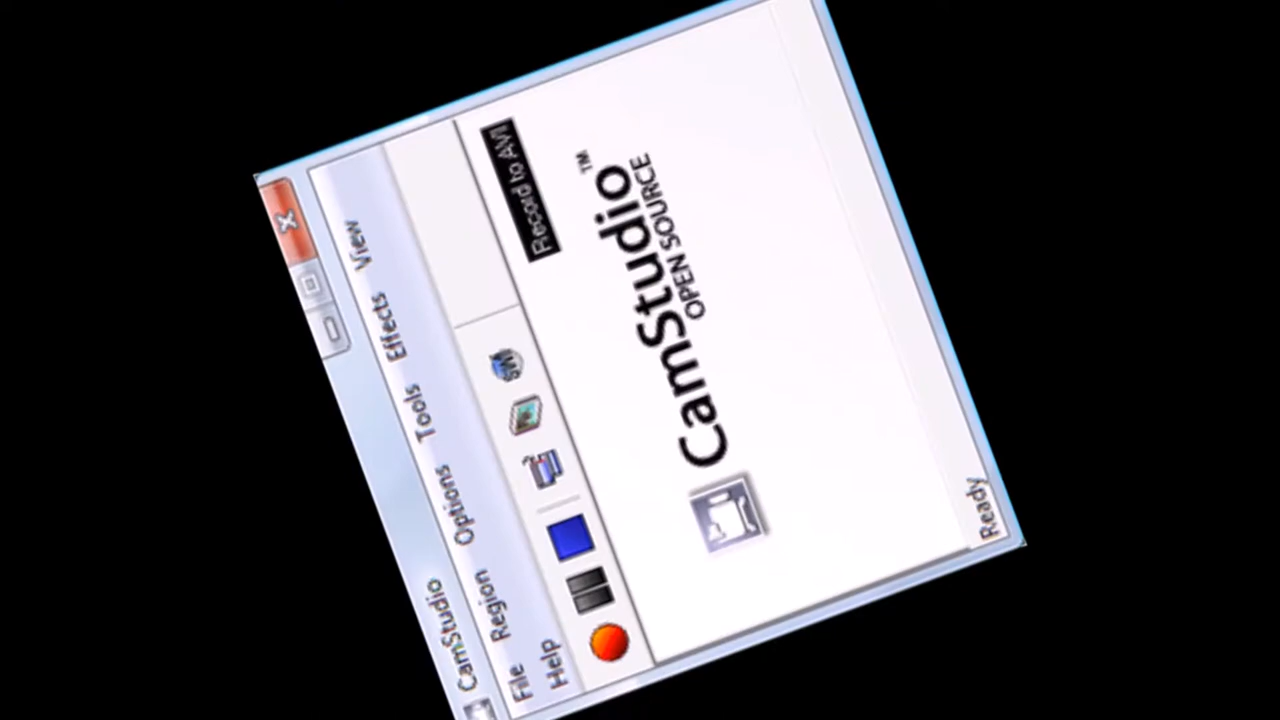 CamStudio
File Region Options Tools Effects View
Help
Record to AVI
CamStudio™
OPEN SOURCE
Ready